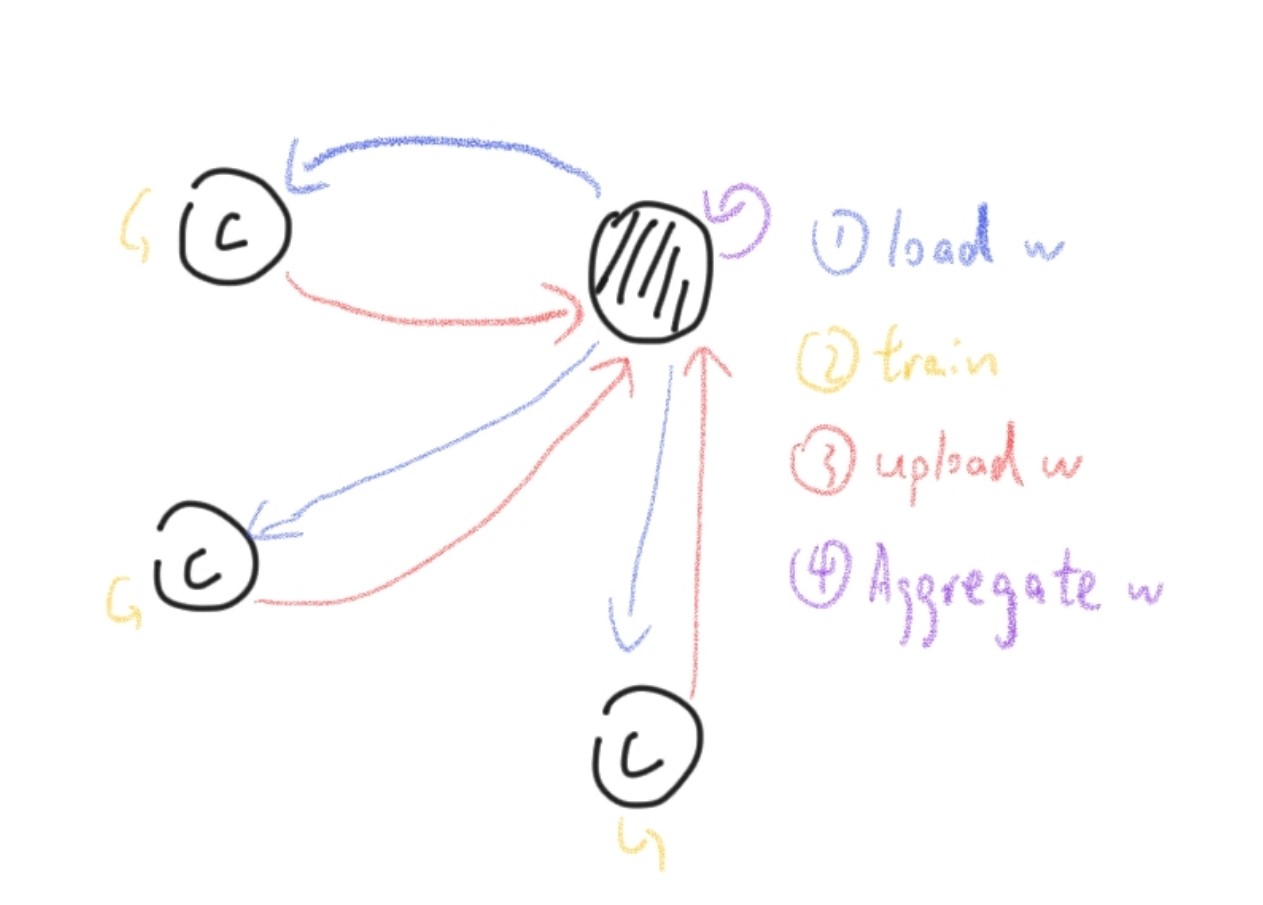 C
① load w
② train
③ upload w
④ Aggregate w
C
C